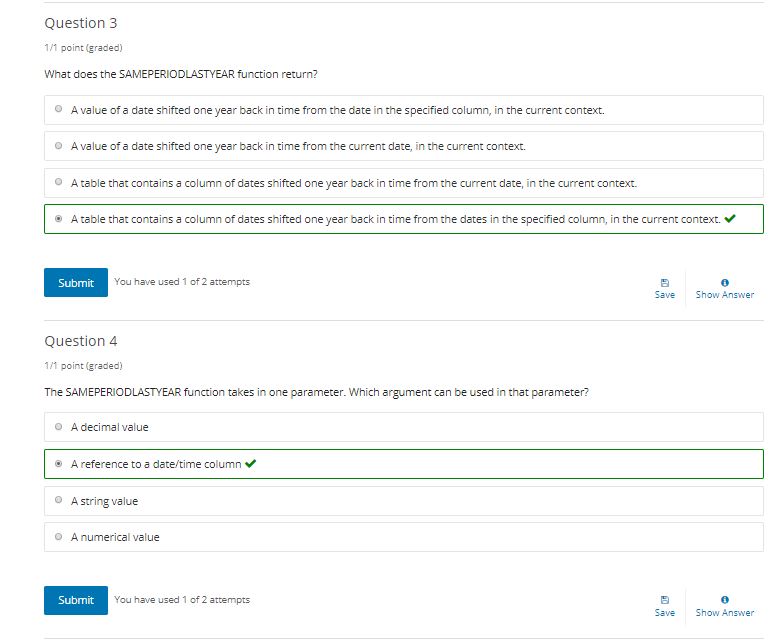 Question 3
1/1 point (graded)
What does the SAMEPERIODLASTYEAR function return?
A value of a date shifted one year back in time from the date in the specified column, in the current context.
A value of a date shifted one year back in time from the current date, in the current context.
A table that contains a column of dates shifted one year back in time from the current date, in the current context.
A table that contains a column of dates shifted one year back in time from the dates in the specified column, in the current context.
Submit You have used 1 of 2 attempts
Save Show Answer
Question 4
1/1 point (graded)
The SAMEPERIODLASTYEAR function takes in one parameter. Which argument can be used in that parameter?
A decimal value
A reference to a date/time column
A string value
A numerical value
Submit You have used 1 of 2 attempts
Save Show Answer